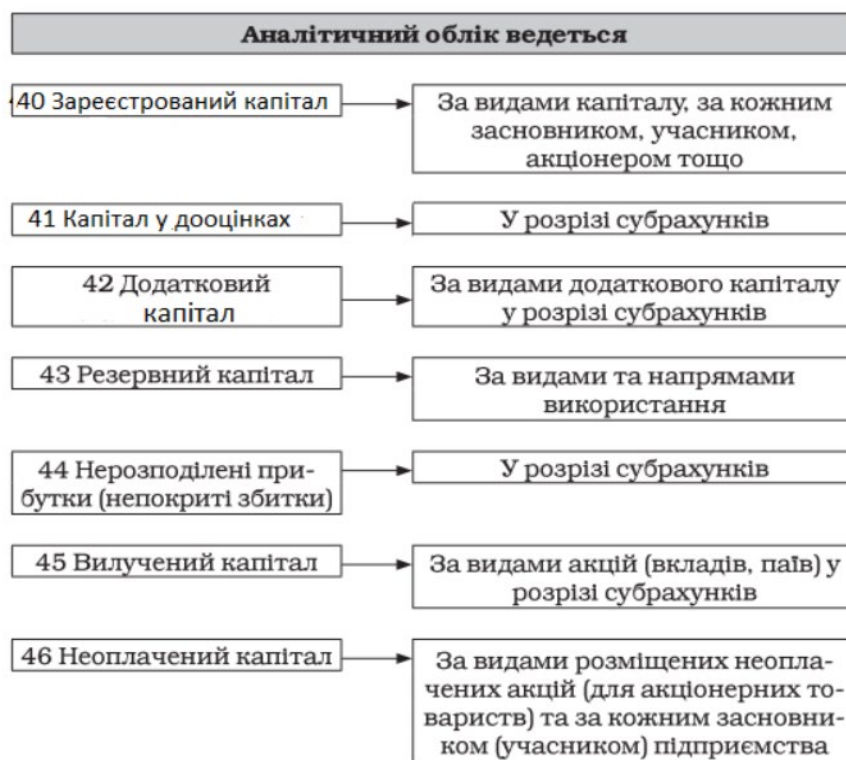 Аналітичний облік ведеться
40 Зареєстрований капітал
За видами капіталу, за кожним
засновником, учасником,
акціонером тощо
41 Капітал у дооцінках
У розрізі субрахунків
42 Додатковий
капітал
За видами додаткового капіталу
у розрізі субрахунків
43 Резервний капітал
За видами та напрямами
використання
44 Нерозподілені при-
бутки (непокриті збитки)
У розрізі субрахунків
45 Вилучений капітал
За видами акцій (вкладів, паїв) у
розрізі субрахунків
46 Неоплачений капітал
За видами розміщених неопла-
чених акцій (для акціонерних то-
вариств) та за кожним засновни-
ком (учасником) підприємства